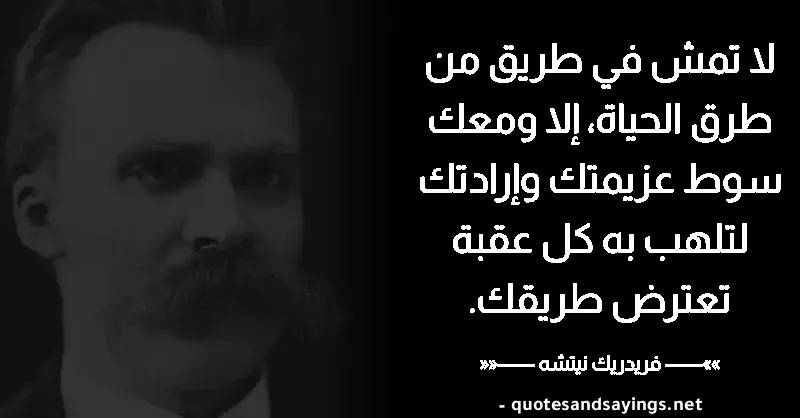 لا تمش في طريق من
طرق الحياة، إلا ومعك
سوط عزيمتك وإرادتك
لتلهب به كل عقبة
تعترض طريقك.
»»—— فريدريك نيتشه ——««
- quotesandsayings.net